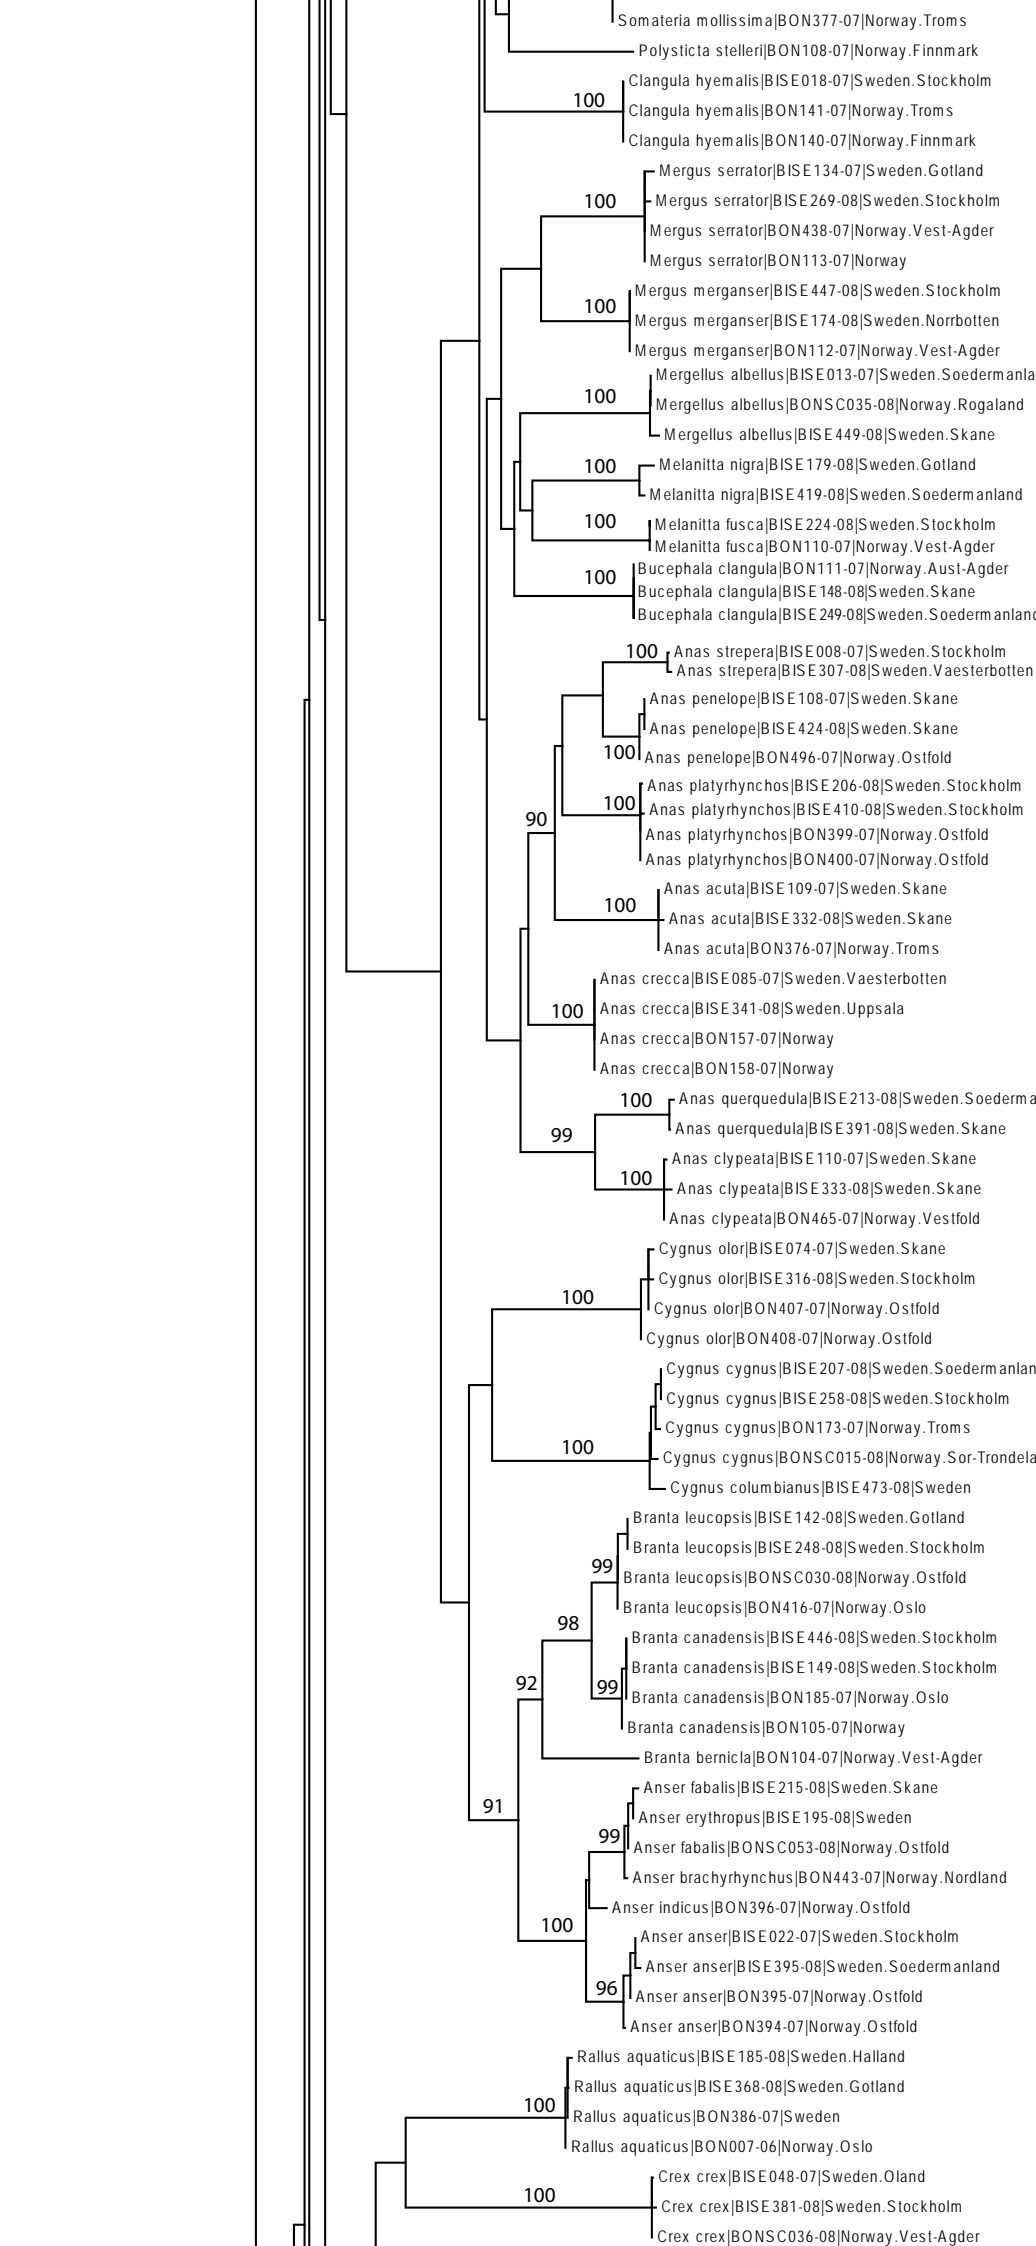 Somateria mollissima|BON377-07|Norway.Troms
Polysticta stelleri|BON108-07|Norway.Finnmark
Clangula hyemalis|BISE018-07|Sweden.Stockholm
100
Clangula hyemalis|BON141-07|Norway.Troms
Clangula hyemalis|BON140-07|Norway.Finnmark
Mergus serrator|BISE134-07|Sweden.Gotland
100
Mergus serrator|BISE269-08|Sweden.Stockholm
Mergus serrator|BON438-07|Norway.Vest-Agder
Mergus serrator|BON113-07|Norway
Mergus merganser|BISE447-08|Sweden.Stockholm
100
Mergus merganser|BISE174-08|Sweden.Norrbotten
Mergus merganser|BON112-07|Norway.Vest-Agder
Mergellus albellus|BISE013-07|Sweden.Soedermanla
100
Mergellus albellus|BONSC035-08|Norway.Rogaland
Mergellus albellus|BISE449-08|Sweden.Skane
100
Melanitta nigra|BISE179-08|Sweden.Gotland
Melanitta nigra|BISE419-08|Sweden.Soedermanland
100
Melanitta fusca|BISE224-08|Sweden.Stockholm
Melanitta fusca|BON110-07|Norway.Vest-Agder
Bucephala clangula|BON111-07|Norway.Aust-Agder
100
Bucephala clangula|BISE148-08|Sweden.Skane
Bucephala clangula|BISE249-08|Sweden.Soedermanland
100
Anas strepera|BISE008-07|Sweden.Stockholm
Anas strepera|BISE307-08|Sweden.Vaesterbotten
Anas penelope|BISE108-07|Sweden.Skane
Anas penelope|BISE424-08|Sweden.Skane
100
Anas penelope|BON496-07|Norway.Ostfold
Anas platyrhynchos|BISE206-08|Sweden.Stockholm
100
Anas platyrhynchos|BISE410-08|Sweden.Stockholm
90
Anas platyrhynchos|BON399-07|Norway.Ostfold
Anas platyrhynchos|BON400-07|Norway.Ostfold
Anas acuta|BISE109-07|Sweden.Skane
100
Anas acuta|BISE332-08|Sweden.Skane
Anas acuta|BON376-07|Norway.Troms
Anas crecca|BISE085-07|Sweden.Vaesterbotten
100
Anas crecca|BISE341-08|Sweden.Uppsala
Anas crecca|BON157-07|Norway
Anas crecca|BON158-07|Norway
100
Anas querquedula|BISE213-08|Sweden.Soederma
Anas querquedula|BISE391-08|Sweden.Skane
99
Anas clypeata|BISE110-07|Sweden.Skane
100
Anas clypeata|BISE333-08|Sweden.Skane
Anas clypeata|BON465-07|Norway.Vestfold
Cygnus olor|BISE074-07|Sweden.Skane
Cygnus olor|BISE316-08|Sweden.Stockholm
100
Cygnus olor|BON407-07|Norway.Ostfold
Cygnus olor|BON408-07|Norway.Ostfold
Cygnus cygnus|BISE207-08|Sweden.Soedermanlan
Cygnus cygnus|BISE258-08|Sweden.Stockholm
Cygnus cygnus|BON173-07|Norway.Troms
100
Cygnus cygnus|BONSC015-08|Norway.Sor-Trondela
Cygnus columbianus|BISE473-08|Sweden
Branta leucopsis|BISE142-08|Sweden.Gotland
Branta leucopsis|BISE248-08|Sweden.Stockholm
99
Branta leucopsis|BONSC030-08|Norway.Ostfold
Branta leucopsis|BON416-07|Norway.Oslo
98
Branta canadensis|BISE446-08|Sweden.Stockholm
Branta canadensis|BISE149-08|Sweden.Stockholm
92
99
Branta canadensis|BON185-07|Norway.Oslo
Branta canadensis|BON105-07|Norway
Branta bernicla|BON104-07|Norway.Vest-Agder
Anser fabalis|BISE215-08|Sweden.Skane
91
Anser erythropus|BISE195-08|Sweden
99
Anser fabalis|BONSC053-08|Norway.Ostfold
Anser brachyrhynchus|BON443-07|Norway.Nordland
Anser indicus|BON396-07|Norway.Ostfold
100
Anser anser|BISE022-07|Sweden.Stockholm
Anser anser|BISE395-08|Sweden.Soedermanland
96
Anser anser|BON395-07|Norway.Ostfold
Anser anser|BON394-07|Norway.Ostfold
Rallus aquaticus|BISE185-08|Sweden.Halland
Rallus aquaticus|BISE368-08|Sweden.Gotland
100
Rallus aquaticus|BON386-07|Sweden
Rallus aquaticus|BON007-06|Norway.Oslo
Crex crex|BISE048-07|Sweden.Oland
100
Crex crex|BISE381-08|Sweden.Stockholm
Crex crex|BONSC036-08|Norway.Vest-Agder